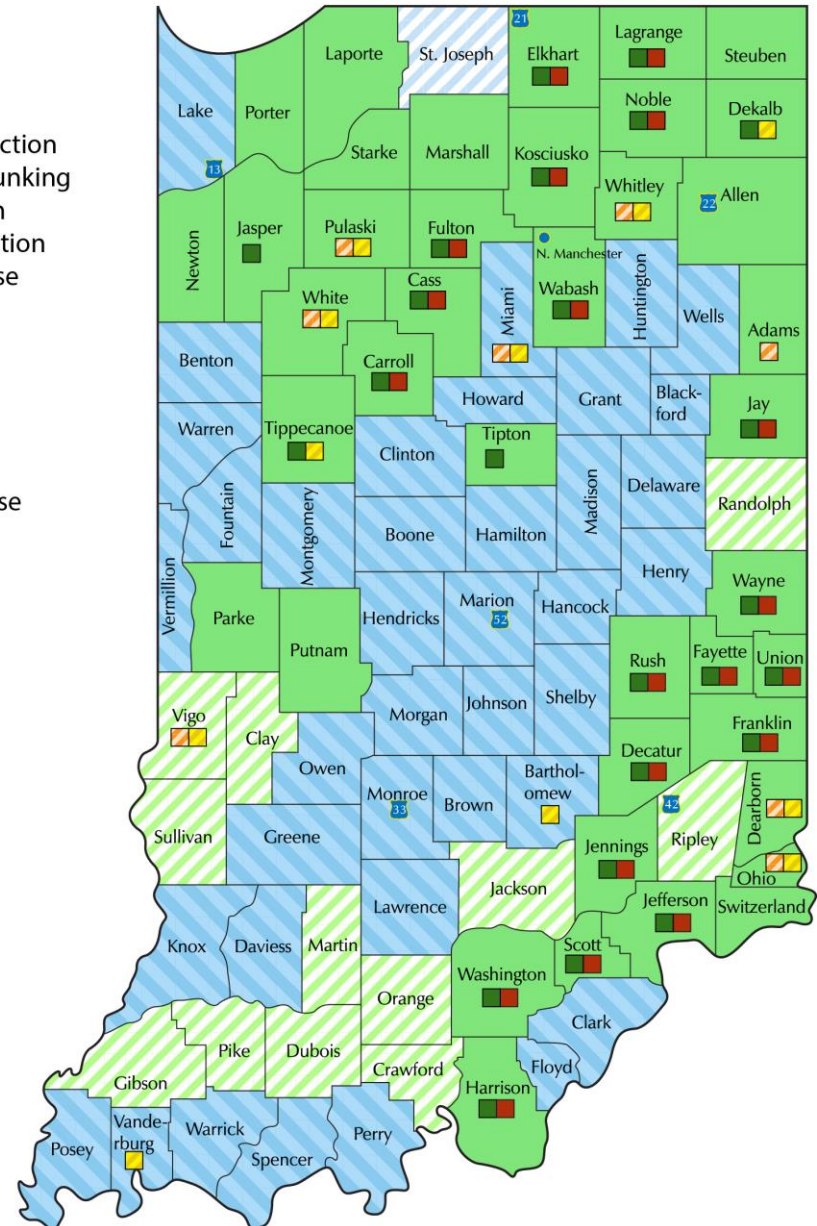 ction
unking
n
tion
se
se
21
Lagrange
Laporte
St. Joseph
Elkhart
Steuben
Lake
Porter
Noble
Dekalb
13
Starke
Marshall
Kosciusko
Whitley
22 Allen
Newton
Jasper
Pulaski
Fulton
N. Manchester
White
Cass
Miami
Wabash
Huntington
Wells
Adams
Benton
Carroll
Howard
Grant
Black-
ford
Jay
Warren
Tippecanoe
Clinton
Tipton
Madison
Delaware
Randolph
Fountain
Montgomery
Boone
Hamilton
Vermillion
Henry
Wayne
Parke
Putnam
Hendricks
Marion
52
Hancock
Rush
Fayette
Union
Vigo
Clay
Morgan
Johnson
Shelby
Franklin
Owen
Decatur
Monroe
33
Brown
Barthol-
omew
42
Ripley
Dearborn
Sullivan
Greene
Jennings
Ohio
Jackson
Lawrence
Jefferson
Switzerland
Knox
Daviess
Martin
Scott
Washington
Orange
Clark
Pike
Dubois
Crawford
Floyd
Gibson
Harrison
Posey
Vande-
rburg
Warrick
Spencer
Perry